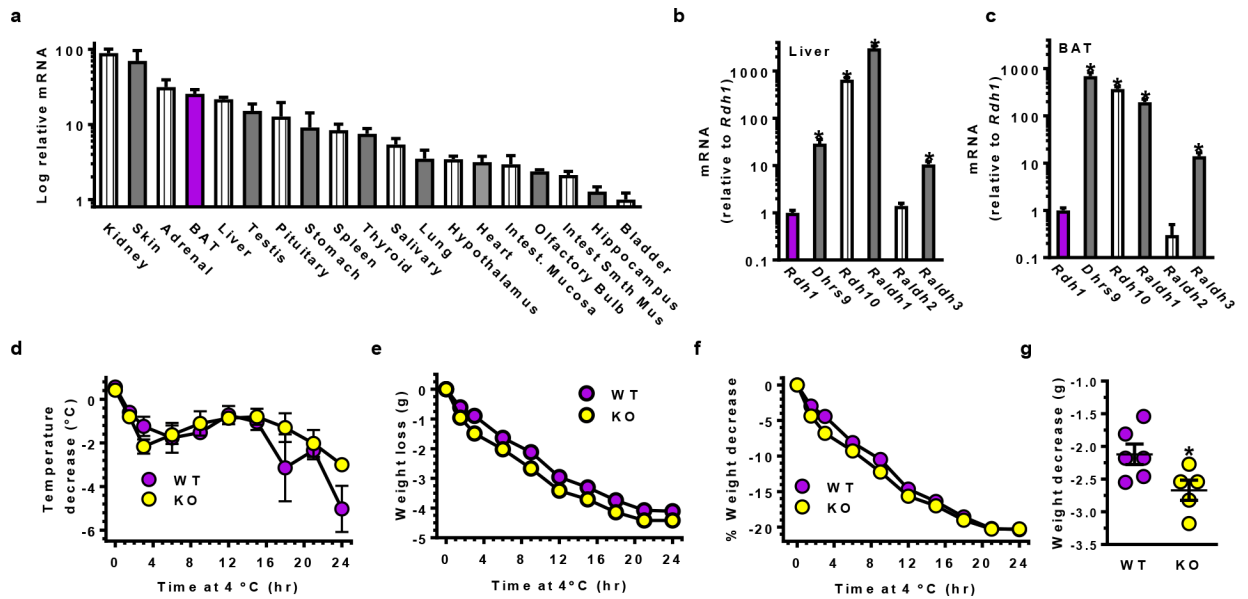 a
Log relative mRNA
100
10
1
Kidney
Skin
Adrenal
BAT
Liver
Testis
Pituitary
Stomach
Spleen
Thyroid
Salivary
Lung
Hypothalamus
Heart
Intest. Mucosa
Olfactory Bulb
Intest Smth Mus
Hippocampus
Bladder
b
Liver
mRNA
(relative to Rdh1)
1000
100
10
1
0.1
*
*
*
*
Rdh1
Dhrs9
Rdh10
Raldh1
Raldh2
Raldh3
c
BAT
mRNA
(relative to Rdh1)
1000
100
10
1
0.1
*
*
*
*
Rdh1
Dhrs9
Rdh10
Raldh1
Raldh2
Raldh3
d
Temperature
decrease (°C)
0
-2
-4
-6
WT
KO
0 4 8 12 16 20 24
Time at 4 °C (hr)
e
Weight loss (g)
0
-1
-2
-3
-4
-5
WT
KO
0 4 8 12 16 20 24
Time at 4°C (hr)
f
% Weight decrease
0
-5
-10
-15
-20
WT
KO
0 4 8 12 16 20 24
Time at 4 °C (hr)
g
Weight decrease (g)
-1.0
-1.5
-2.0
-2.5
-3.0
-3.5
*
WT KO